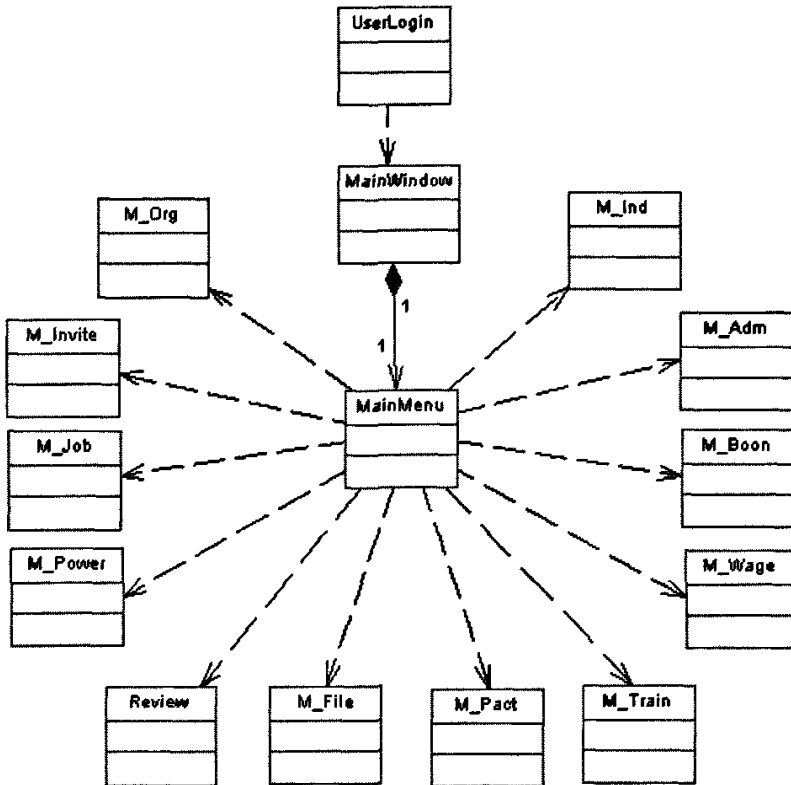 UserLogin
MainWindow
M_Org
M_Ind
1
M_Invite
M_Adm
1
MainMenu
M_Job
M_Boon
M_Power
M_Wage
Review
M_File
M_Pact
M_Train